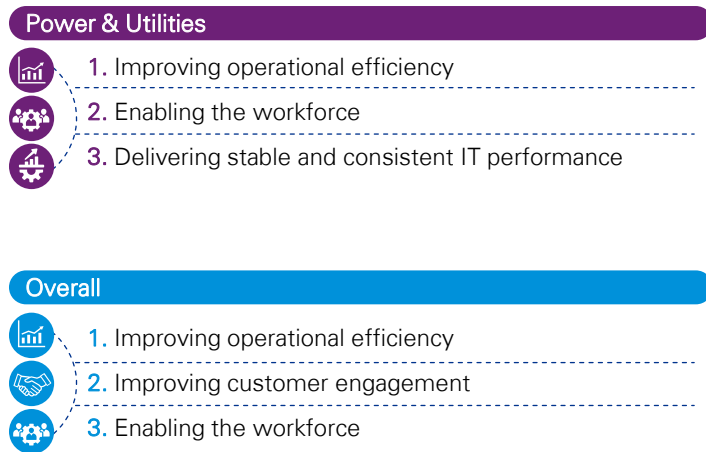 Power & Utilities
1. Improving operational efficiency
2. Enabling the workforce
3. Delivering stable and consistent IT performance
Overall
1. Improving operational efficiency
2. Improving customer engagement
3. Enabling the workforce